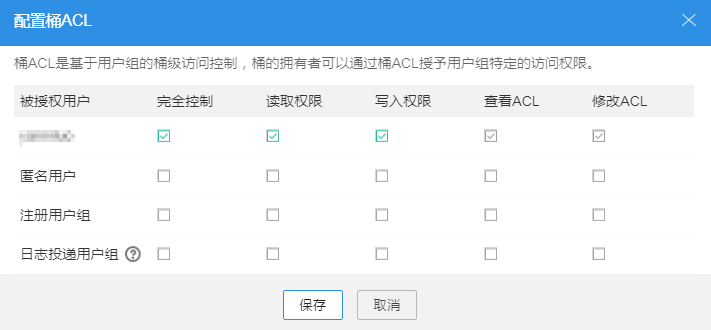 配置桶ACL
桶ACL是基于用户组的桶级访问控制，桶的拥有者可以通过桶ACL授予用户组特定的访问权限。
被授权用户 完全控制 读取权限 写入权限 查看ACL 修改ACL
匿名用户
注册用户组
日志投递用户组 ?
保存 取消